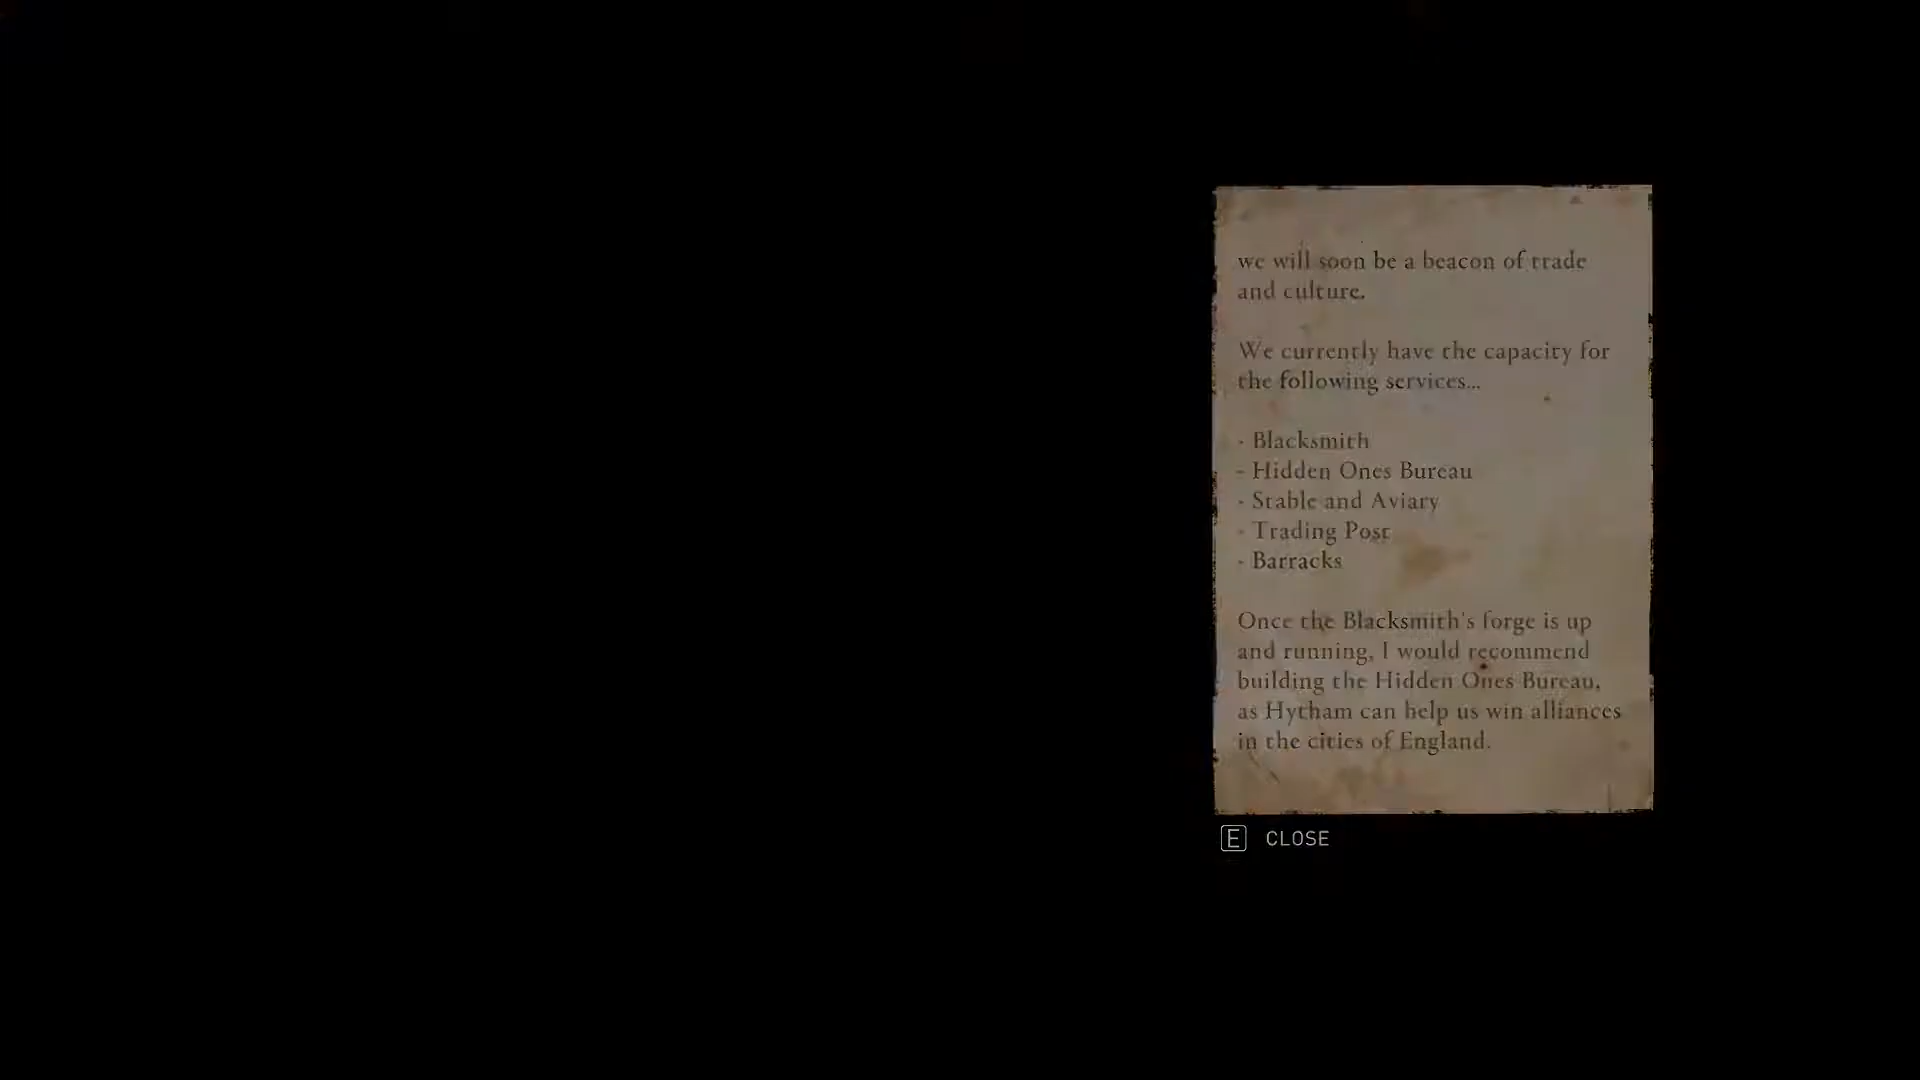 we will soon be a beacon of trade
and culture.
We currently have the capacity for
the following services...
- Blacksmith
- Hidden Ones Bureau
- Stable and Aviary
- Trading Post
- Barracks
Once the Blacksmith's forge is up
and running, I would recommend
building the Hidden Ones Bureau,
as Hytham can help us win alliances
in the cities of England.
E CLOSE